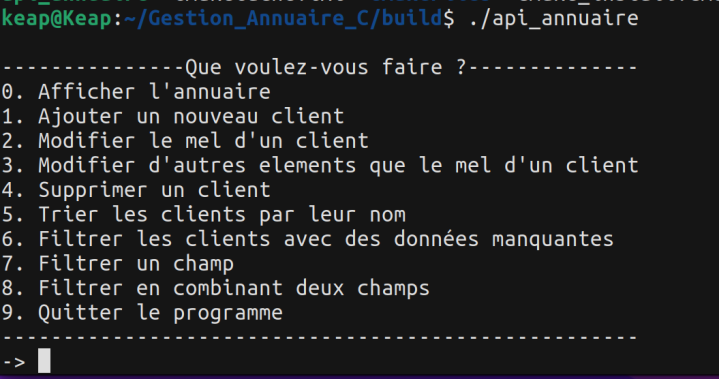 keap@Keap:~/Gestion_Annuaire_C/build$ ./api_annuaire
---------------Que voulez-vous faire ?--------------
0. Afficher l'annuaire
1. Ajouter un nouveau client
2. Modifier le mel d'un client
3. Modifier d'autres elements que le mel d'un client
4. Supprimer un client
5. Trier les clients par leur nom
6. Filtrer les clients avec des données manquantes
7. Filtrer un champ
8. Filtrer en combinant deux champs
9. Quitter le programme
----------------------------------------------------
->